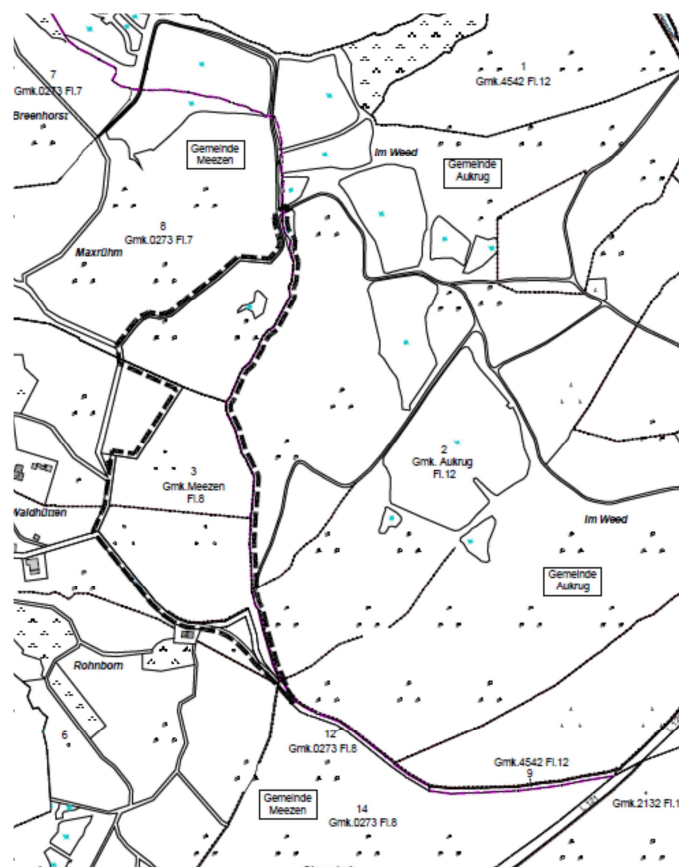 7
Gmk.0273 Fl.7
Breenhorst
1
Gmk.4542 Fl.12
Gemeinde
Meezen
Im Weed
Gemeinde
Aukrug
8
Gmk.0273 Fl.7
Maxrühm
2
Gmk. Aukrug
Fl.12
3
Gmk.Meezen
Fl.8
Waldhütten
Im Weed
Gemeinde
Aukrug
Rohnborn
6
12
Gmk.0273 Fl.8
Gmk.4542 Fl.12
9
Gemeinde
Meezen
14
Gmk.0273 Fl.8
Gmk.2132 Fl.1